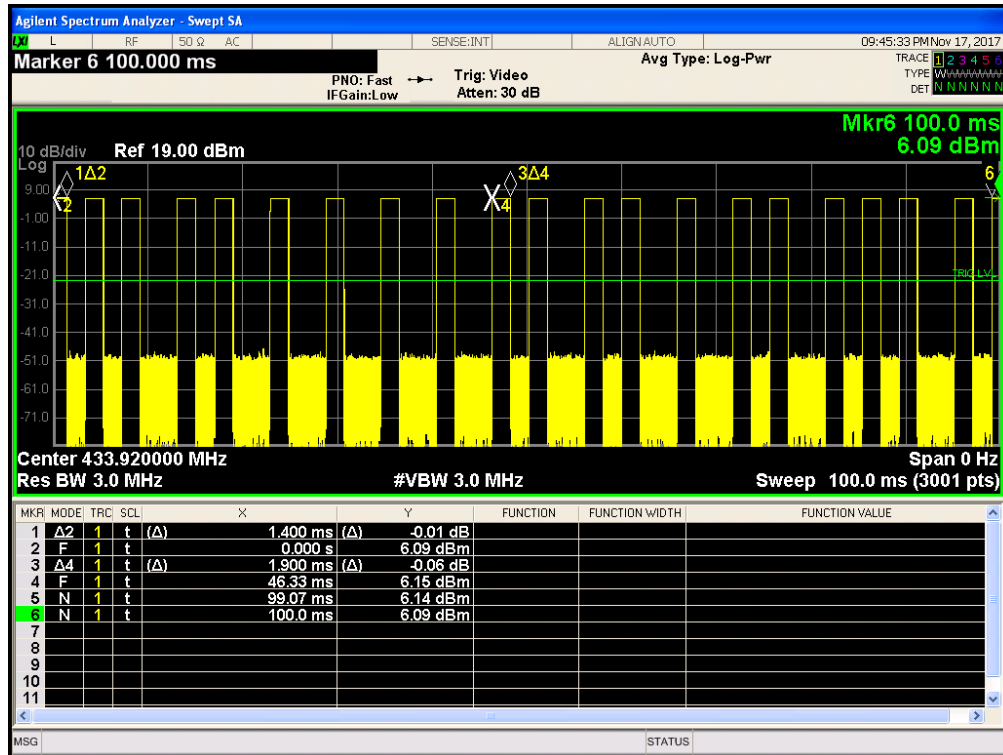 Agilent Spectrum Analyzer - Swept SA
LXI L RF 50 Ω AC SENSE:INT ALIGN AUTO 09:45:33 PM Nov 17, 2017
Marker 6 100.000 ms
PNO: Fast
IFGain:Low
Trig: Video
Atten: 30 dB
Avg Type: Log-Pwr
TRACE 1 2 3 4 5 6
TYPE W
DET N N N N N N
Mkr6 100.0 ms
6.09 dBm
10 dB/div Ref 19.00 dBm
Log
1Δ2 3Δ4 6
9.00
2 4
-1.00
-11.0
-21.0
TRIG LVL
-31.0
-41.0
-51.0
-61.0
-71.0
Center 433.920000 MHz Span 0 Hz
Res BW 3.0 MHz #VBW 3.0 MHz Sweep 100.0 ms (3001 pts)
MKR MODE TRC SCL X Y FUNCTION FUNCTION WIDTH FUNCTION VALUE
1 Δ2 1 t (Δ) 1.400 ms (Δ) -0.01 dB
2 F 1 t 0.000 s 6.09 dBm
3 Δ4 1 t (Δ) 1.900 ms (Δ) -0.06 dB
4 F 1 t 46.33 ms 6.15 dBm
5 N 1 t 99.07 ms 6.14 dBm
6 N 1 t 100.0 ms 6.09 dBm
7
8
9
10
11
MSG STATUS